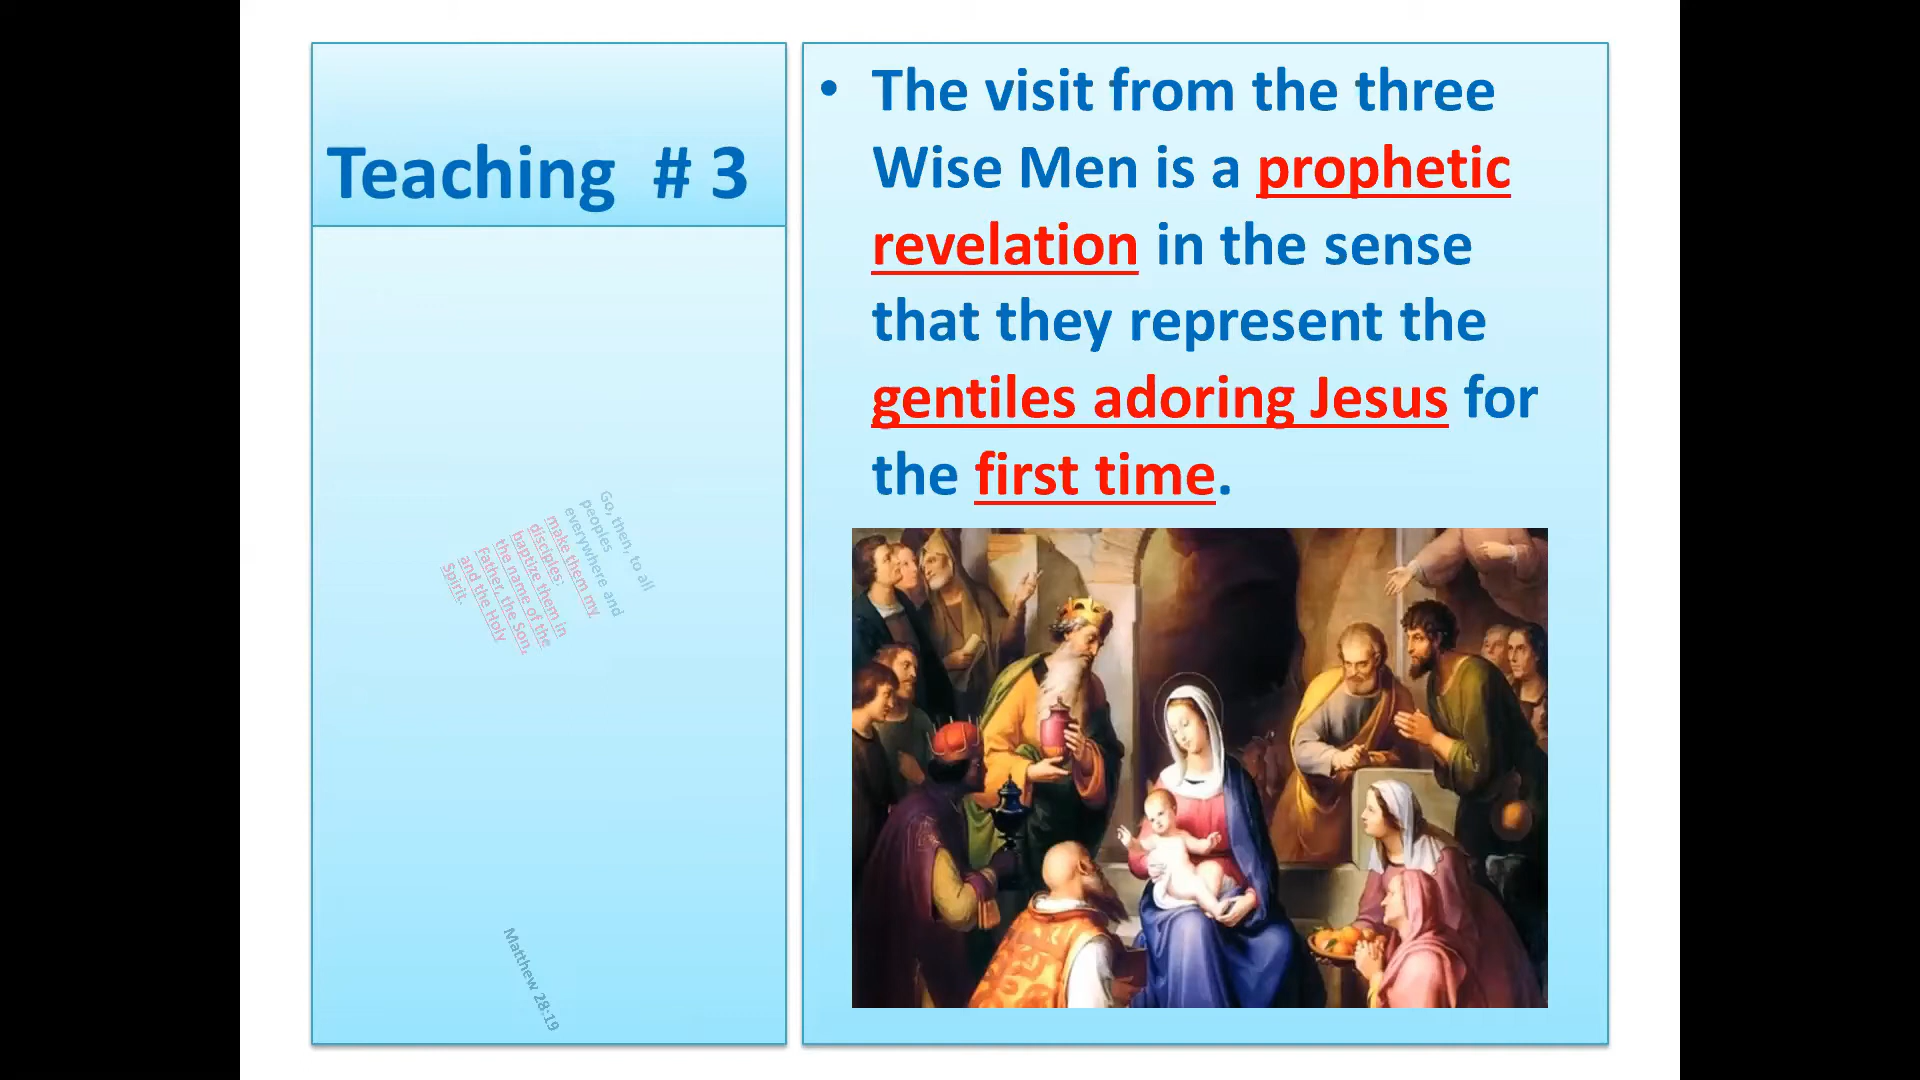 Teaching # 3
Go, then, to all
peoples
everywhere and
make them my
disciples:
baptize them in
the name of the
Father, the Son,
and the Holy
Spirit.
Matthew 28:19
• The visit from the three
Wise Men is a prophetic
revelation in the sense
that they represent the
gentiles adoring Jesus for
the first time.